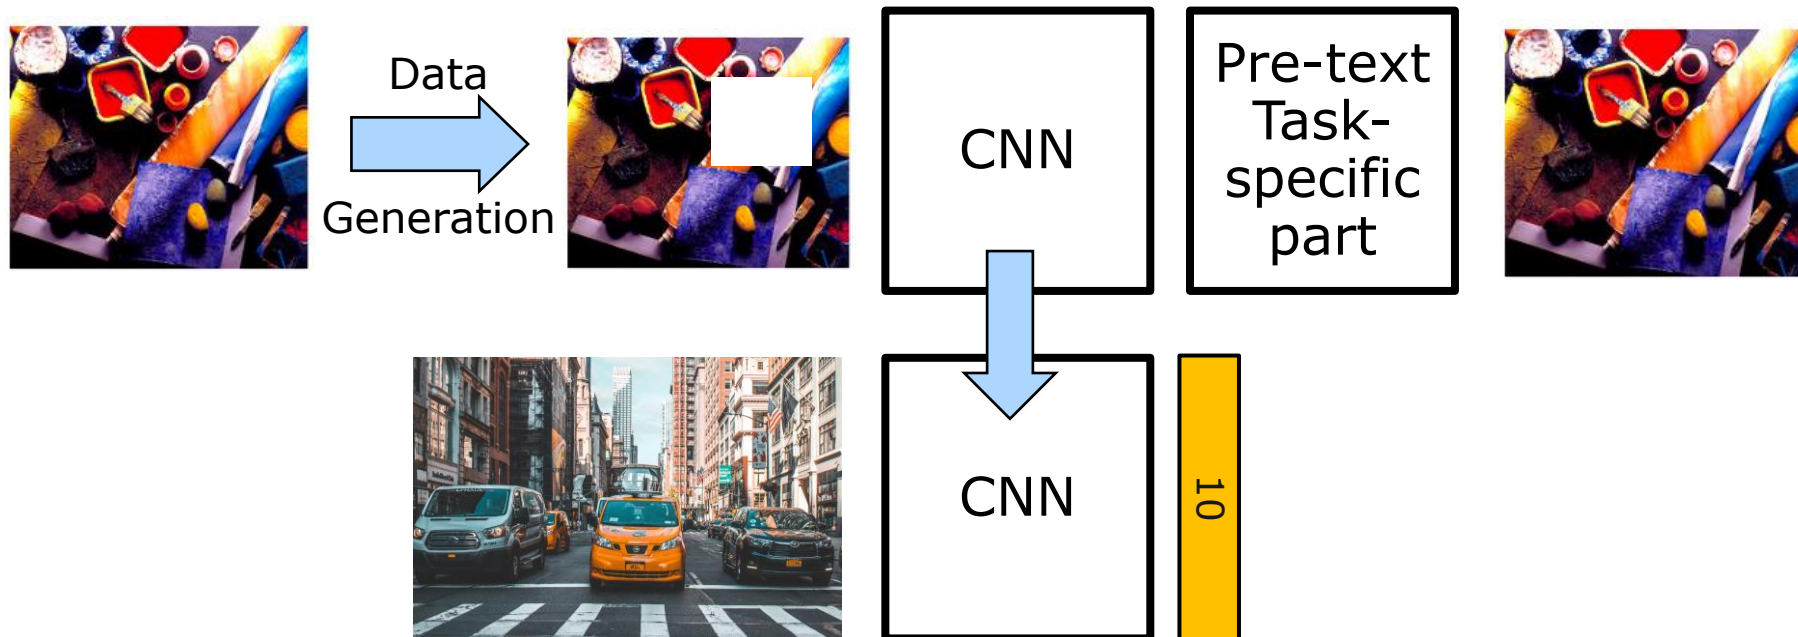 Data
Generation
CNN
Pre-text
Task-
specific
part
CNN
10